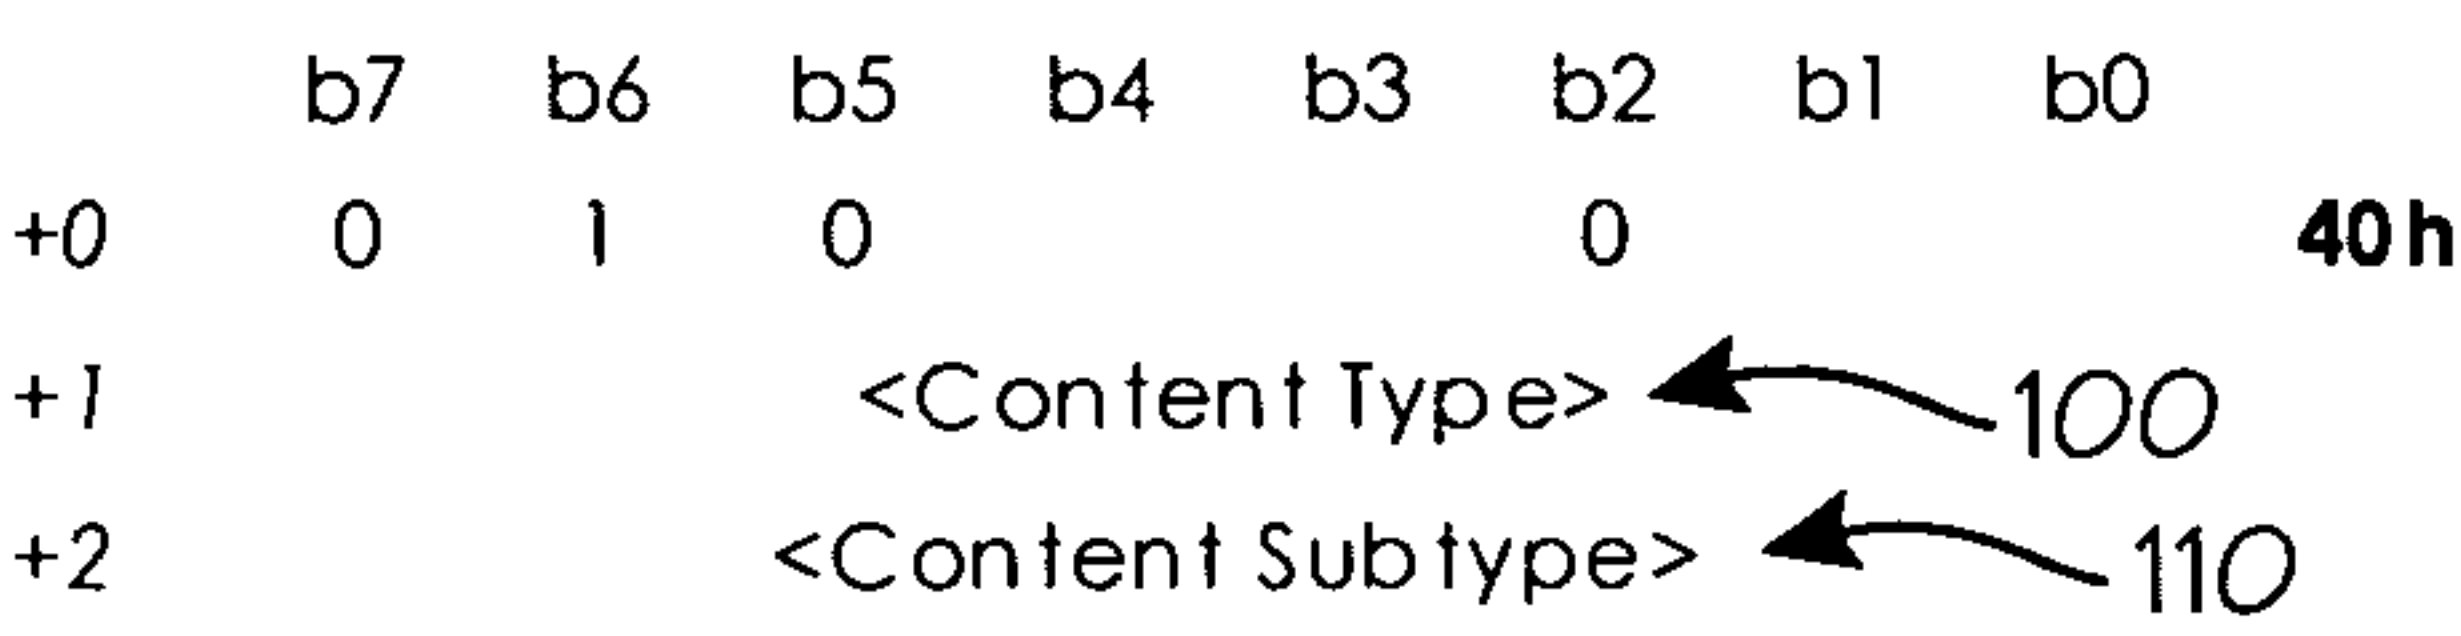 b7 b6 b5 b4 b3 b2 b1 b0
+0 0 1 0 0 40h
+1 <Content Type> 100
+2 <Content Subtype> 110